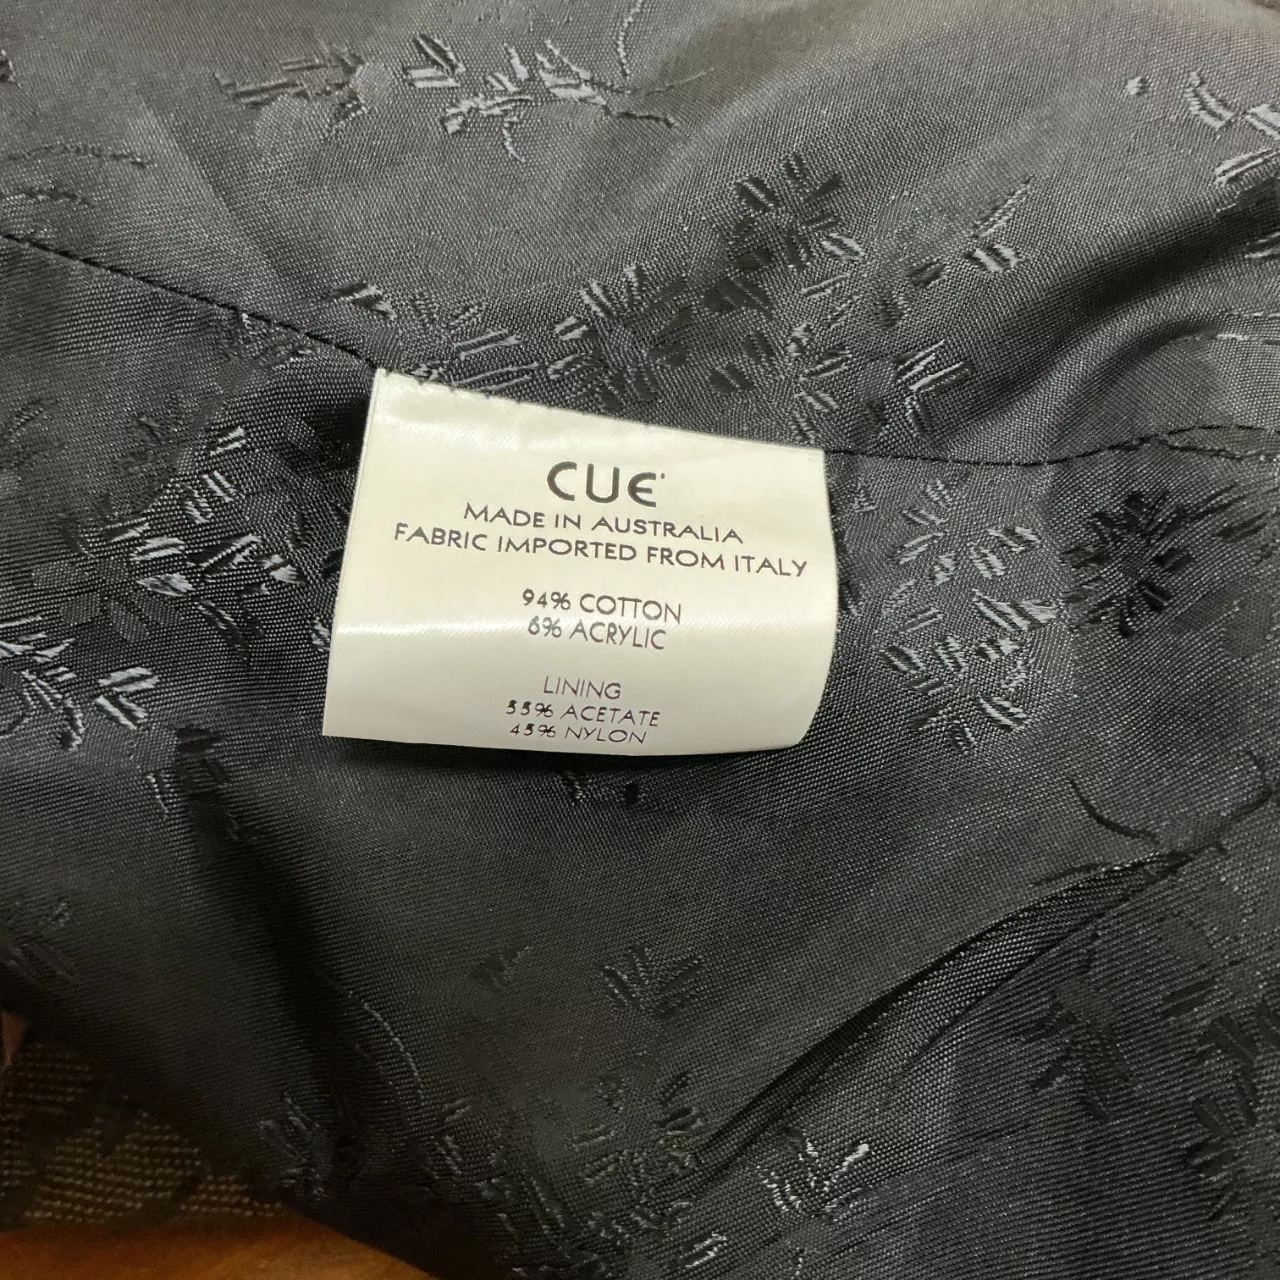 CUE
MADE IN AUSTRALIA
FABRIC IMPORTED FROM ITALY
94% COTTON
6% ACRYLIC
LINING
55% ACETATE
45% NYLON